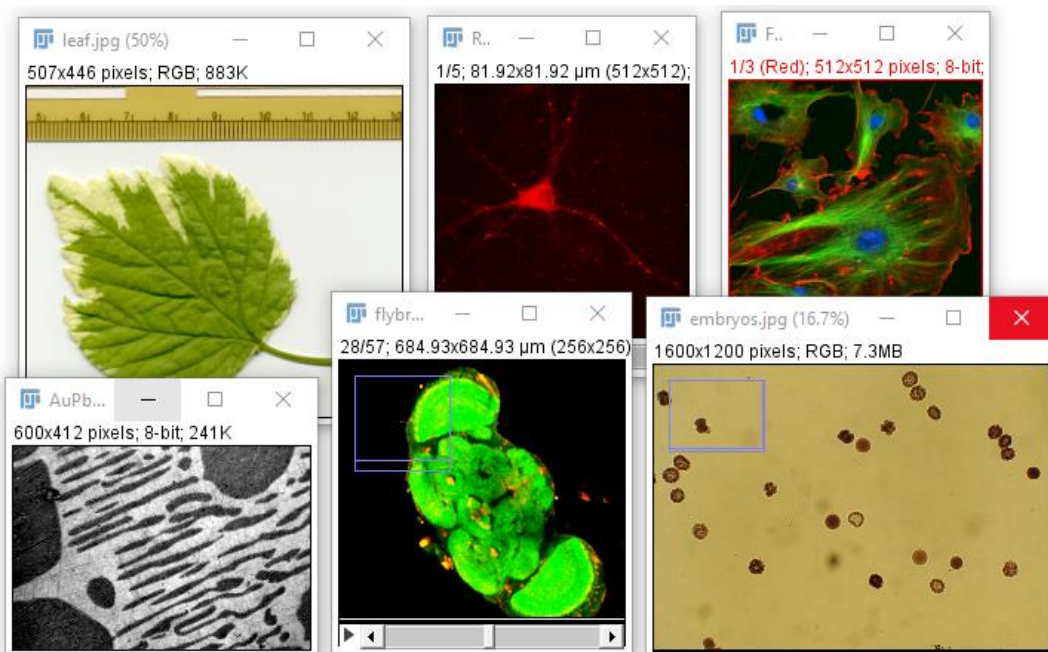 leaf.jpg (50%)
507x446 pixels; RGB; 883K
R..
1/5; 81.92x81.92 µm (512x512);
F..
1/3 (Red); 512x512 pixels; 8-bit;
flybr...
28/57; 684.93x684.93 µm (256x256)
embryos.jpg (16.7%)
1600x1200 pixels; RGB; 7.3MB
AuPb...
600x412 pixels; 8-bit; 241K